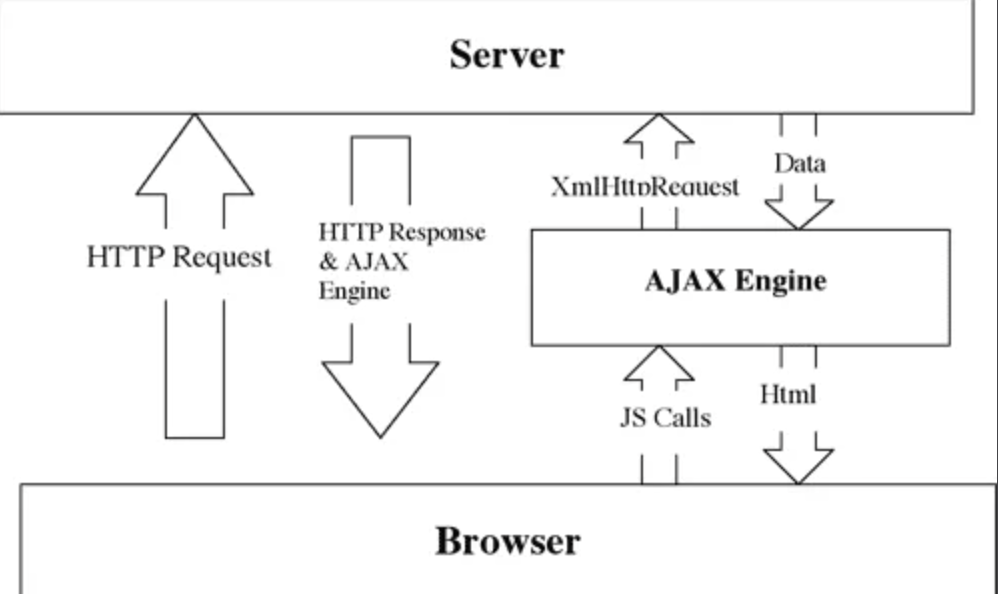 Server
HTTP Request
HTTP Response
& AJAX
Engine
XmlHttpRequest
Data
AJAX Engine
JS Calls
Html
Browser